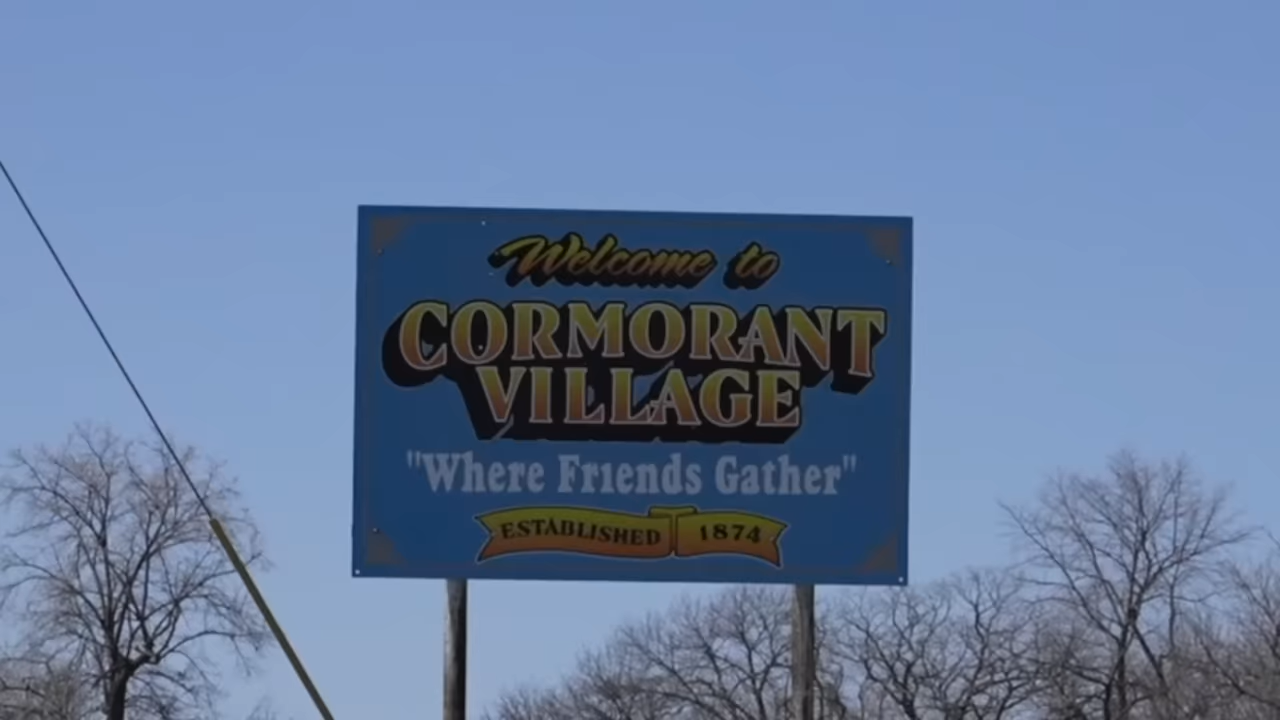 Welcome to
CORMORANT
VILLAGE
"Where Friends Gather"
ESTABLISHED 1874